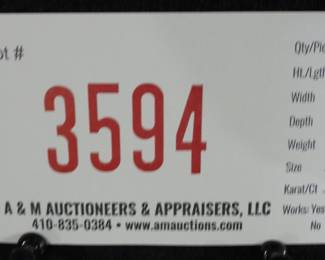 ot #
3594
A & M AUCTIONEERS & APPRAISERS, LLC
410-835-0384 • www.amauctions.com
Qty/Pie
Ht./Lgth
Width
Depth
Weight
Size
Karat/Ct
Works: Yes
No